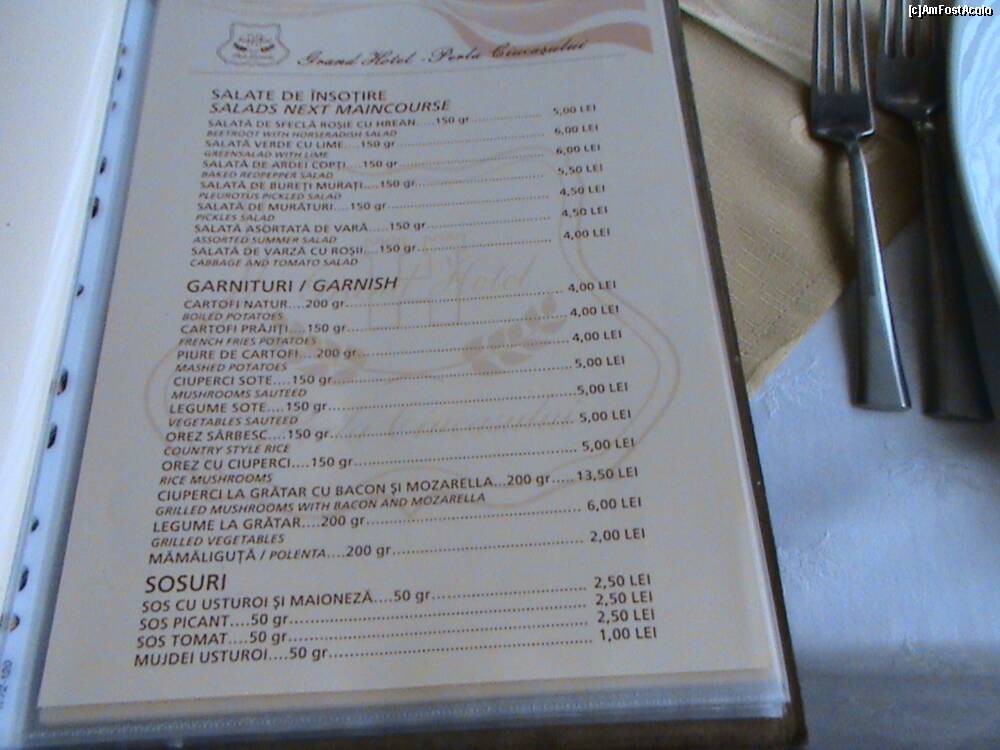 [c]AmFostAcolo
Grand Hotel - Perla Ciucașului
SALATE DE ÎNSOȚIRE
SALADS NEXT MAINCOURSE
SALATĂ DE SFECLĂ ROȘIE CU HREAN....150 gr.......................... 5,00 LEI
BEETROOT WITH HORSERADISH SALAD
SALATĂ VERDE CU LIME....150 gr.......................... 6,00 LEI
GREENSALAD WITH LIME
SALATĂ DE ARDEI COPȚI....150 gr.......................... 6,00 LEI
BAKED REDPEPPER SALAD
SALATĂ DE BUREȚI MURAȚI....150 gr.......................... 5,50 LEI
PLEUROTUS PICKLED SALAD
SALATĂ DE MURĂTURI....150 gr.......................... 4,50 LEI
PICKLES SALAD
SALATĂ ASORTATĂ DE VARĂ....150 gr.......................... 4,50 LEI
ASSORTED SUMMER SALAD
SALATĂ DE VARZĂ CU ROȘII....150 gr.......................... 4,00 LEI
CABBAGE AND TOMATO SALAD
GARNITURI / GARNISH
CARTOFI NATUR....200 gr.......................... 4,00 LEI
BOILED POTATOES
CARTOFI PRĂJIȚI....150 gr.......................... 4,00 LEI
FRENCH FRIES POTATOES
PIURE DE CARTOFI....200 gr.......................... 4,00 LEI
MASHED POTATOES
CIUPERCI SOTE....150 gr.......................... 5,00 LEI
MUSHROOMS SAUTEED
LEGUME SOTE....150 gr.......................... 5,00 LEI
VEGETABLES SAUTEED
OREZ SÂRBESC....150 gr.......................... 5,00 LEI
COUNTRY STYLE RICE
OREZ CU CIUPERCI....150 gr.......................... 5,00 LEI
RICE MUSHROOMS
CIUPERCI LA GRĂTAR CU BACON ȘI MOZARELLA...200 gr.....13,50 LEI
GRILLED MUSHROOMS WITH BACON AND MOZARELLA
LEGUME LA GRĂTAR....200 gr.......................... 6,00 LEI
GRILLED VEGETABLES
MĂMĂLIGUȚĂ / POLENTA....200 gr.......................... 2,00 LEI
SOSURI
SOS CU USTUROI ȘI MAIONEZĂ....50 gr.......................... 2,50 LEI
SOS PICANT....50 gr.......................... 2,50 LEI
SOS TOMAT....50 gr.......................... 2,50 LEI
MUJDEI USTUROI....50 gr.......................... 1,00 LEI